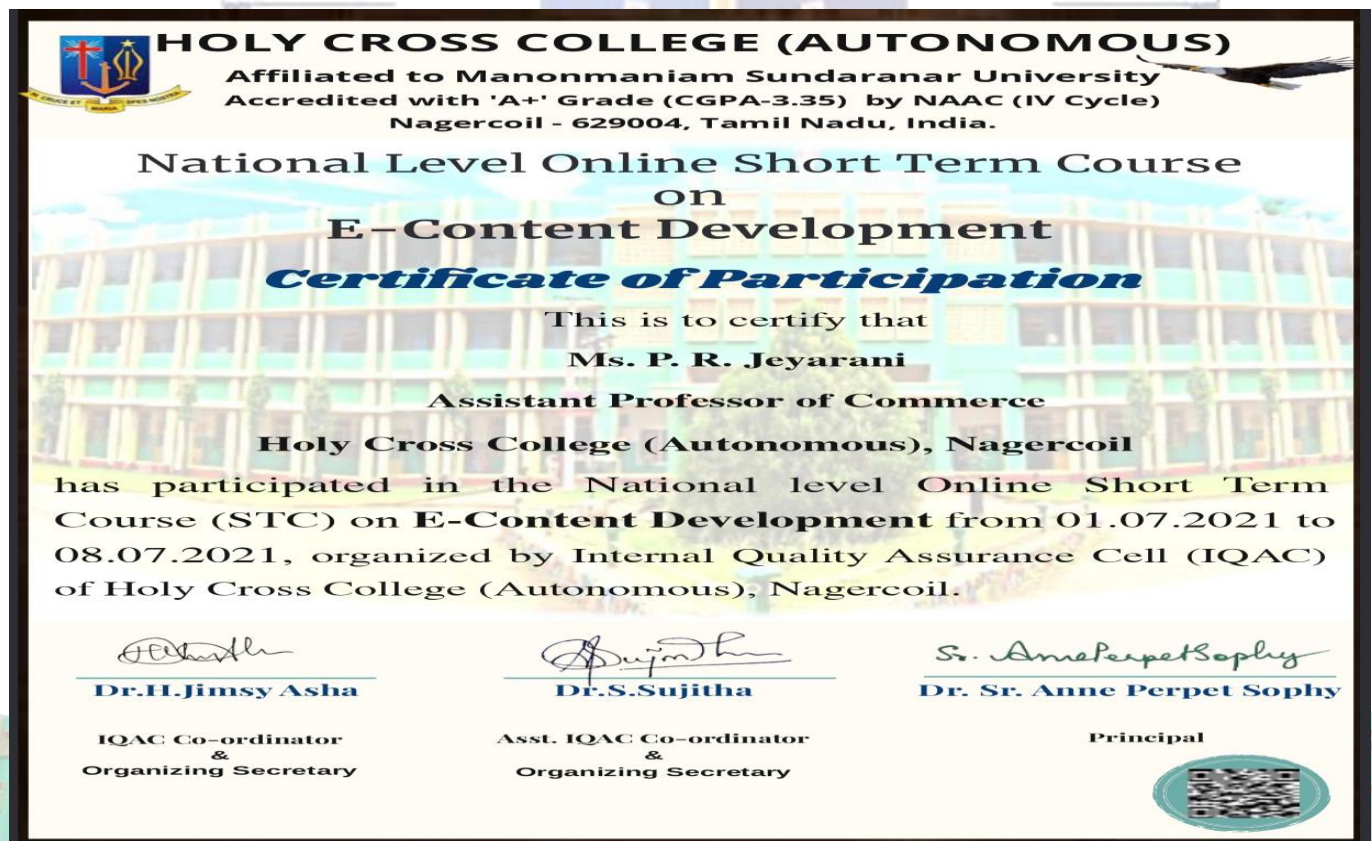 HOLY CROSS COLLEGE (AUTONOMOUS)
Affiliated to Manonmaniam Sundaranar University
Accredited with 'A+' Grade (CGPA-3.35) by NAAC (IV Cycle)
Nagercoil - 629004, Tamil Nadu, India.
National Level Online Short Term Course
on
E-Content Development
Certificate of Participation
This is to certify that
Ms. P. R. Jeyarani
Assistant Professor of Commerce
Holy Cross College (Autonomous), Nagercoil
has participated in the National level Online Short Term
Course (STC) on E-Content Development from 01.07.2021 to
08.07.2021, organized by Internal Quality Assurance Cell (IQAC)
of Holy Cross College (Autonomous), Nagercoil.
Sr. AnnePerpetSophy
Dr.H.Jimsy Asha Dr.S.Sujitha Dr. Sr. Anne Perpet Sophy
IQAC Co-ordinator Asst. IQAC Co-ordinator Principal
& &
Organizing Secretary Organizing Secretary